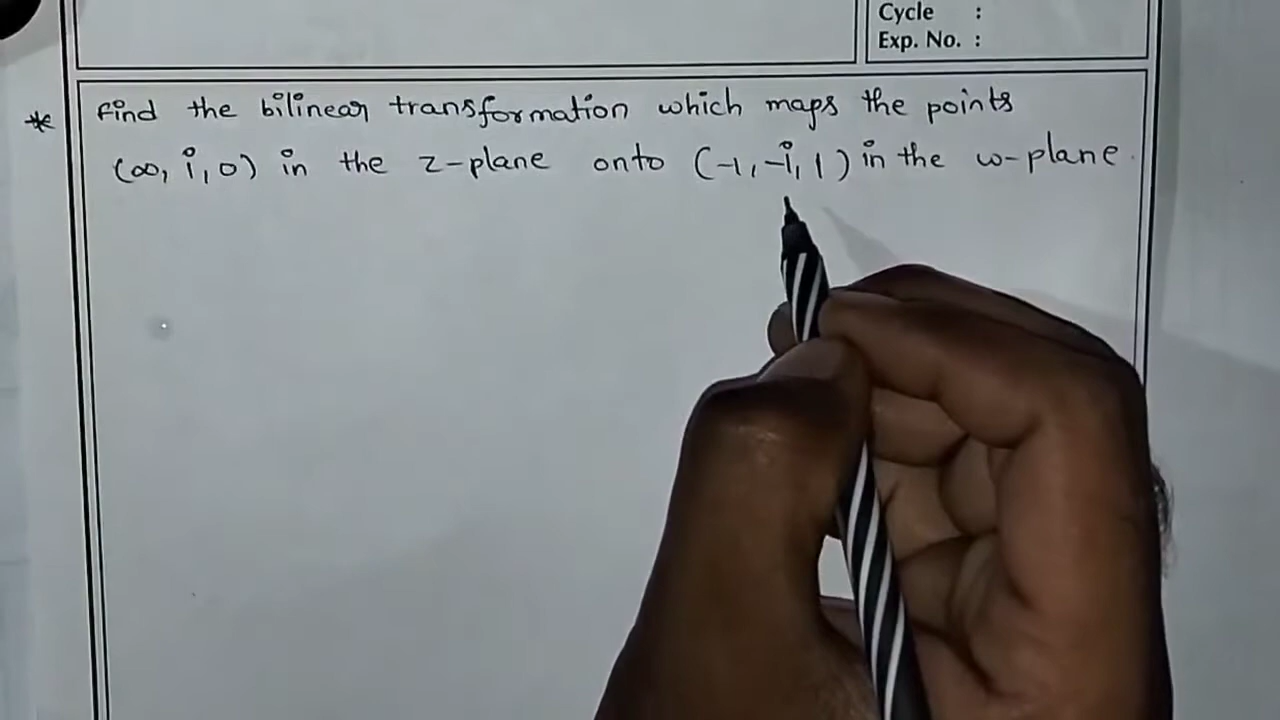 Cycle :
Exp. No. :
* Find the bilinear transformation which maps the points
(∞, i, 0) in the z-plane onto (-1, -i, 1) in the w-plane.